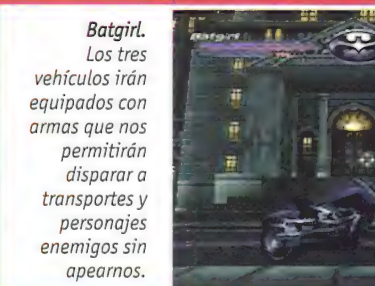 Batgirl.
Los tres
vehículos irán
equipados con
armas que nos
permitirán
disparar a
transportes y
personajes
enemigos sin
apearnos.
Batgirl